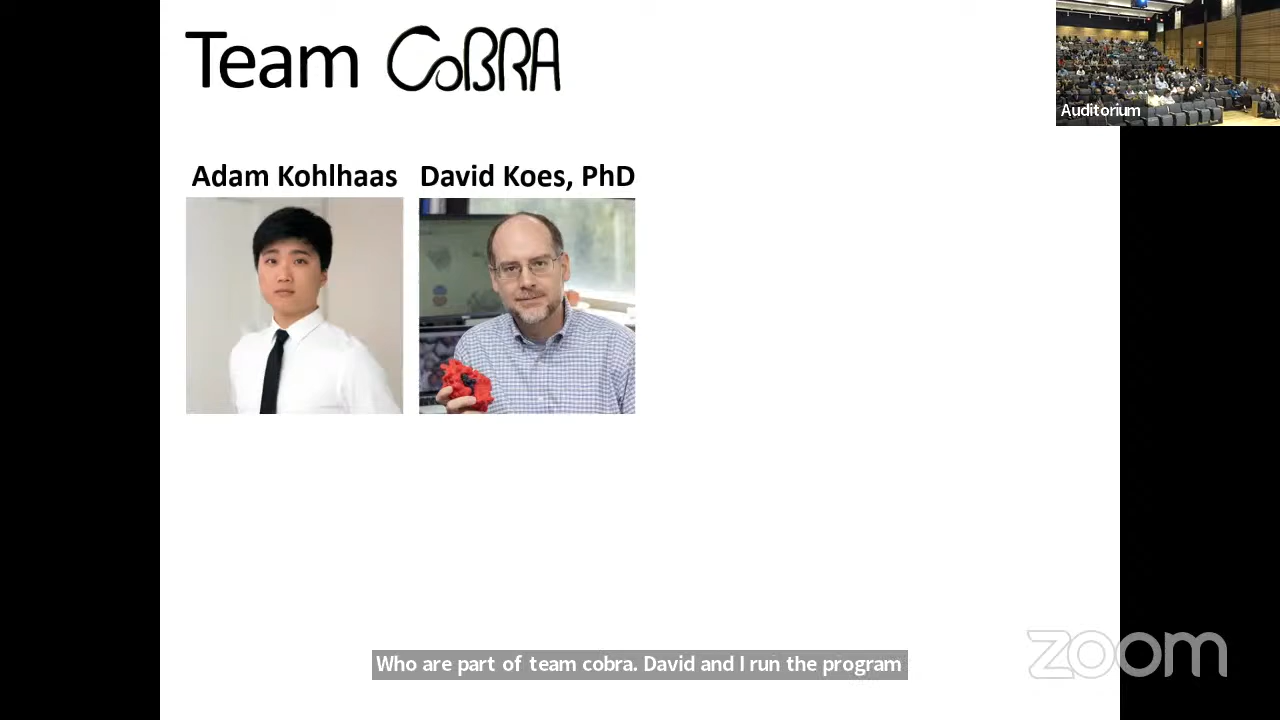 Team CoBRA
Auditorium
Adam Kohlhaas
David Koes, PhD
Who are part of team cobra. David and I run the program
zoom